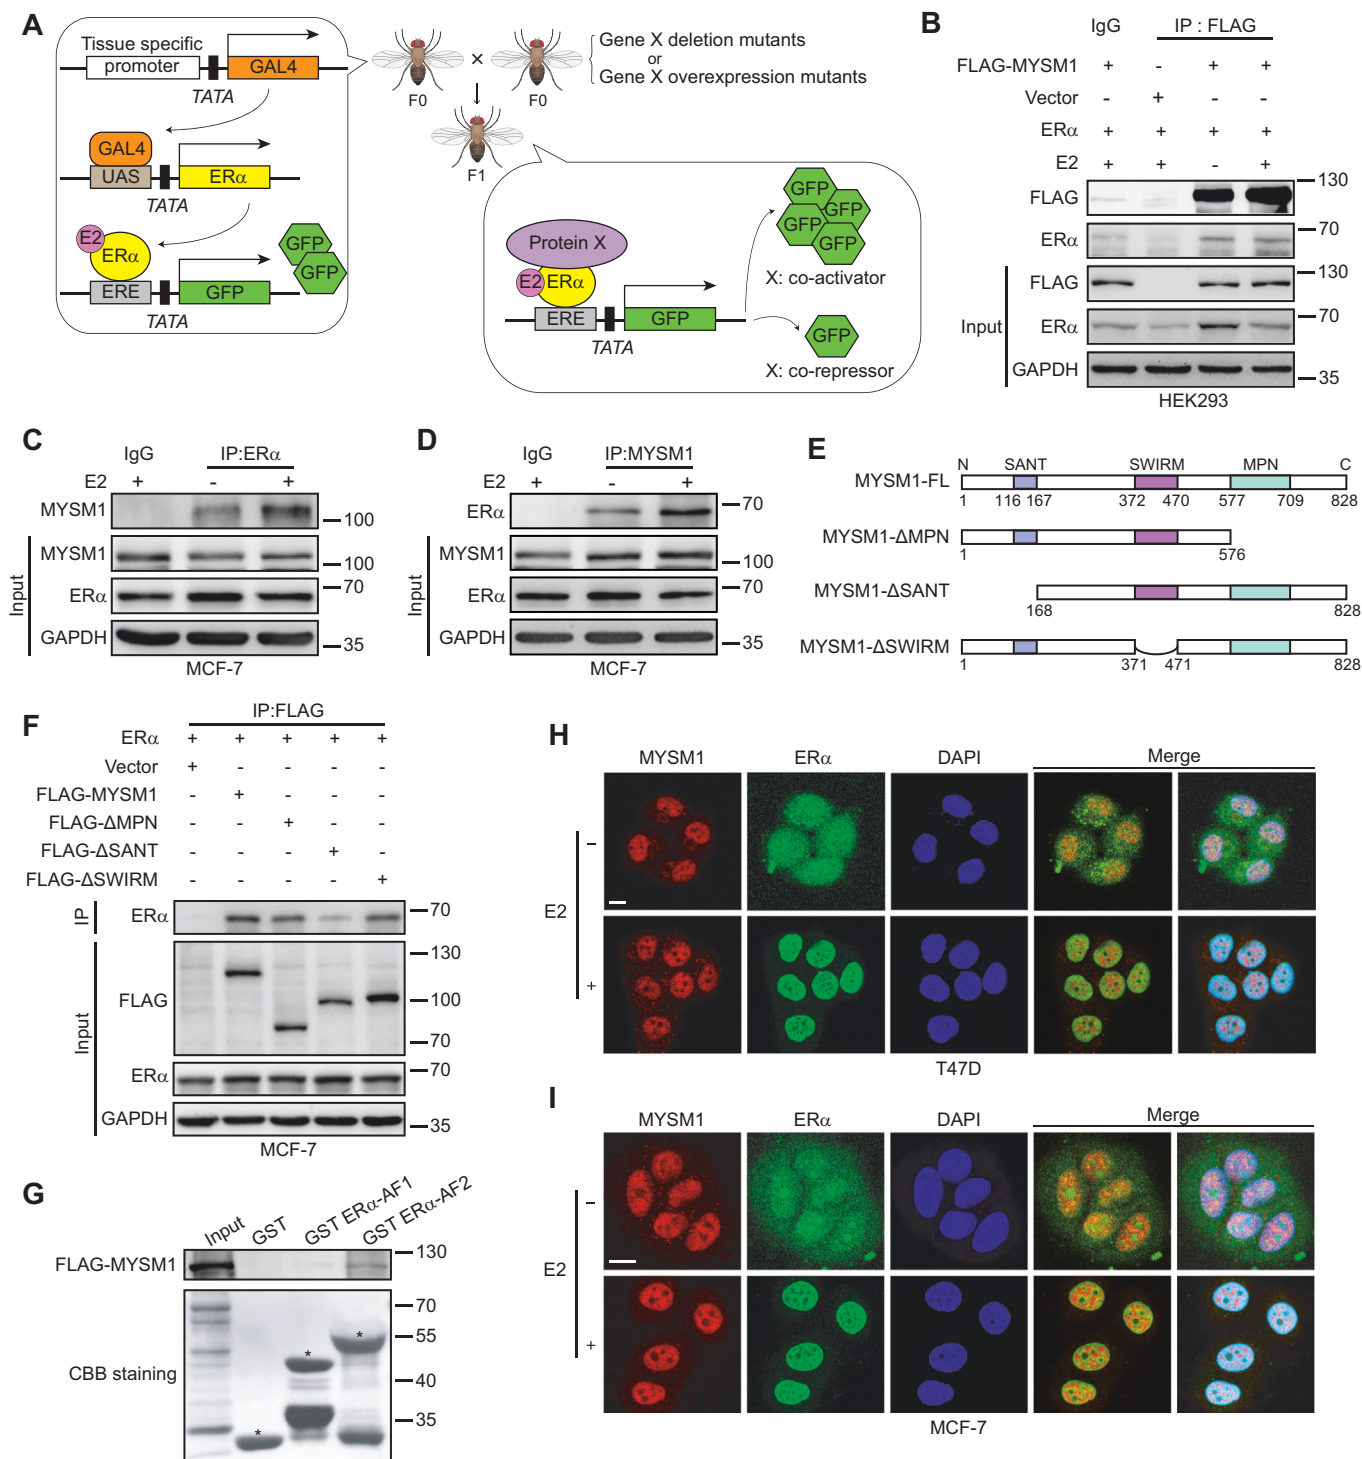 A
Tissue specific
promoter
GAL4
TATA
GAL4
UAS
ERα
TATA
E2
ERα
ERE
GFP
GFP
GFP
TATA
F0
×
F0
Gene X deletion mutants
or
Gene X overexpression mutants
F1
Protein X
E2
ERα
ERE
GFP
TATA
GFP
GFP
GFP
GFP
X: co-activator
GFP
X: co-repressor
B
IgG
IP : FLAG
FLAG-MYSM1 + - + +
Vector - + - -
ERα + + + +
E2 + + - +
FLAG
130
ERα
70
Input
FLAG
130
ERα
70
GAPDH
35
HEK293
C
IgG
IP:ERα
E2 + - +
MYSM1
100
Input
MYSM1
100
ERα
70
GAPDH
35
MCF-7
D
IgG
IP:MYSM1
E2 + - +
ERα
70
Input
MYSM1
100
ERα
70
GAPDH
35
MCF-7
E
N SANT SWIRM MPN C
MYSM1-FL
1 116 167 372 470 577 709 828
MYSM1-ΔMPN
1 576
MYSM1-ΔSANT
168 828
MYSM1-ΔSWIRM
1 371 471 828
F
IP:FLAG
ERα + + + + +
Vector + - - - -
FLAG-MYSM1 - + - - -
FLAG-ΔMPN - - + - -
FLAG-ΔSANT - - - + -
FLAG-ΔSWIRM - - - - +
IP
ERα
70
Input
FLAG
130
100
70
ERα
70
GAPDH
35
MCF-7
G
Input
GST
GST ERα-AF1
GST ERα-AF2
FLAG-MYSM1
130
CBB staining
70
55
40
35
*
*
*
H
MYSM1 ERα DAPI Merge
E2
-
+
T47D
I
MYSM1 ERα DAPI Merge
E2
-
+
MCF-7